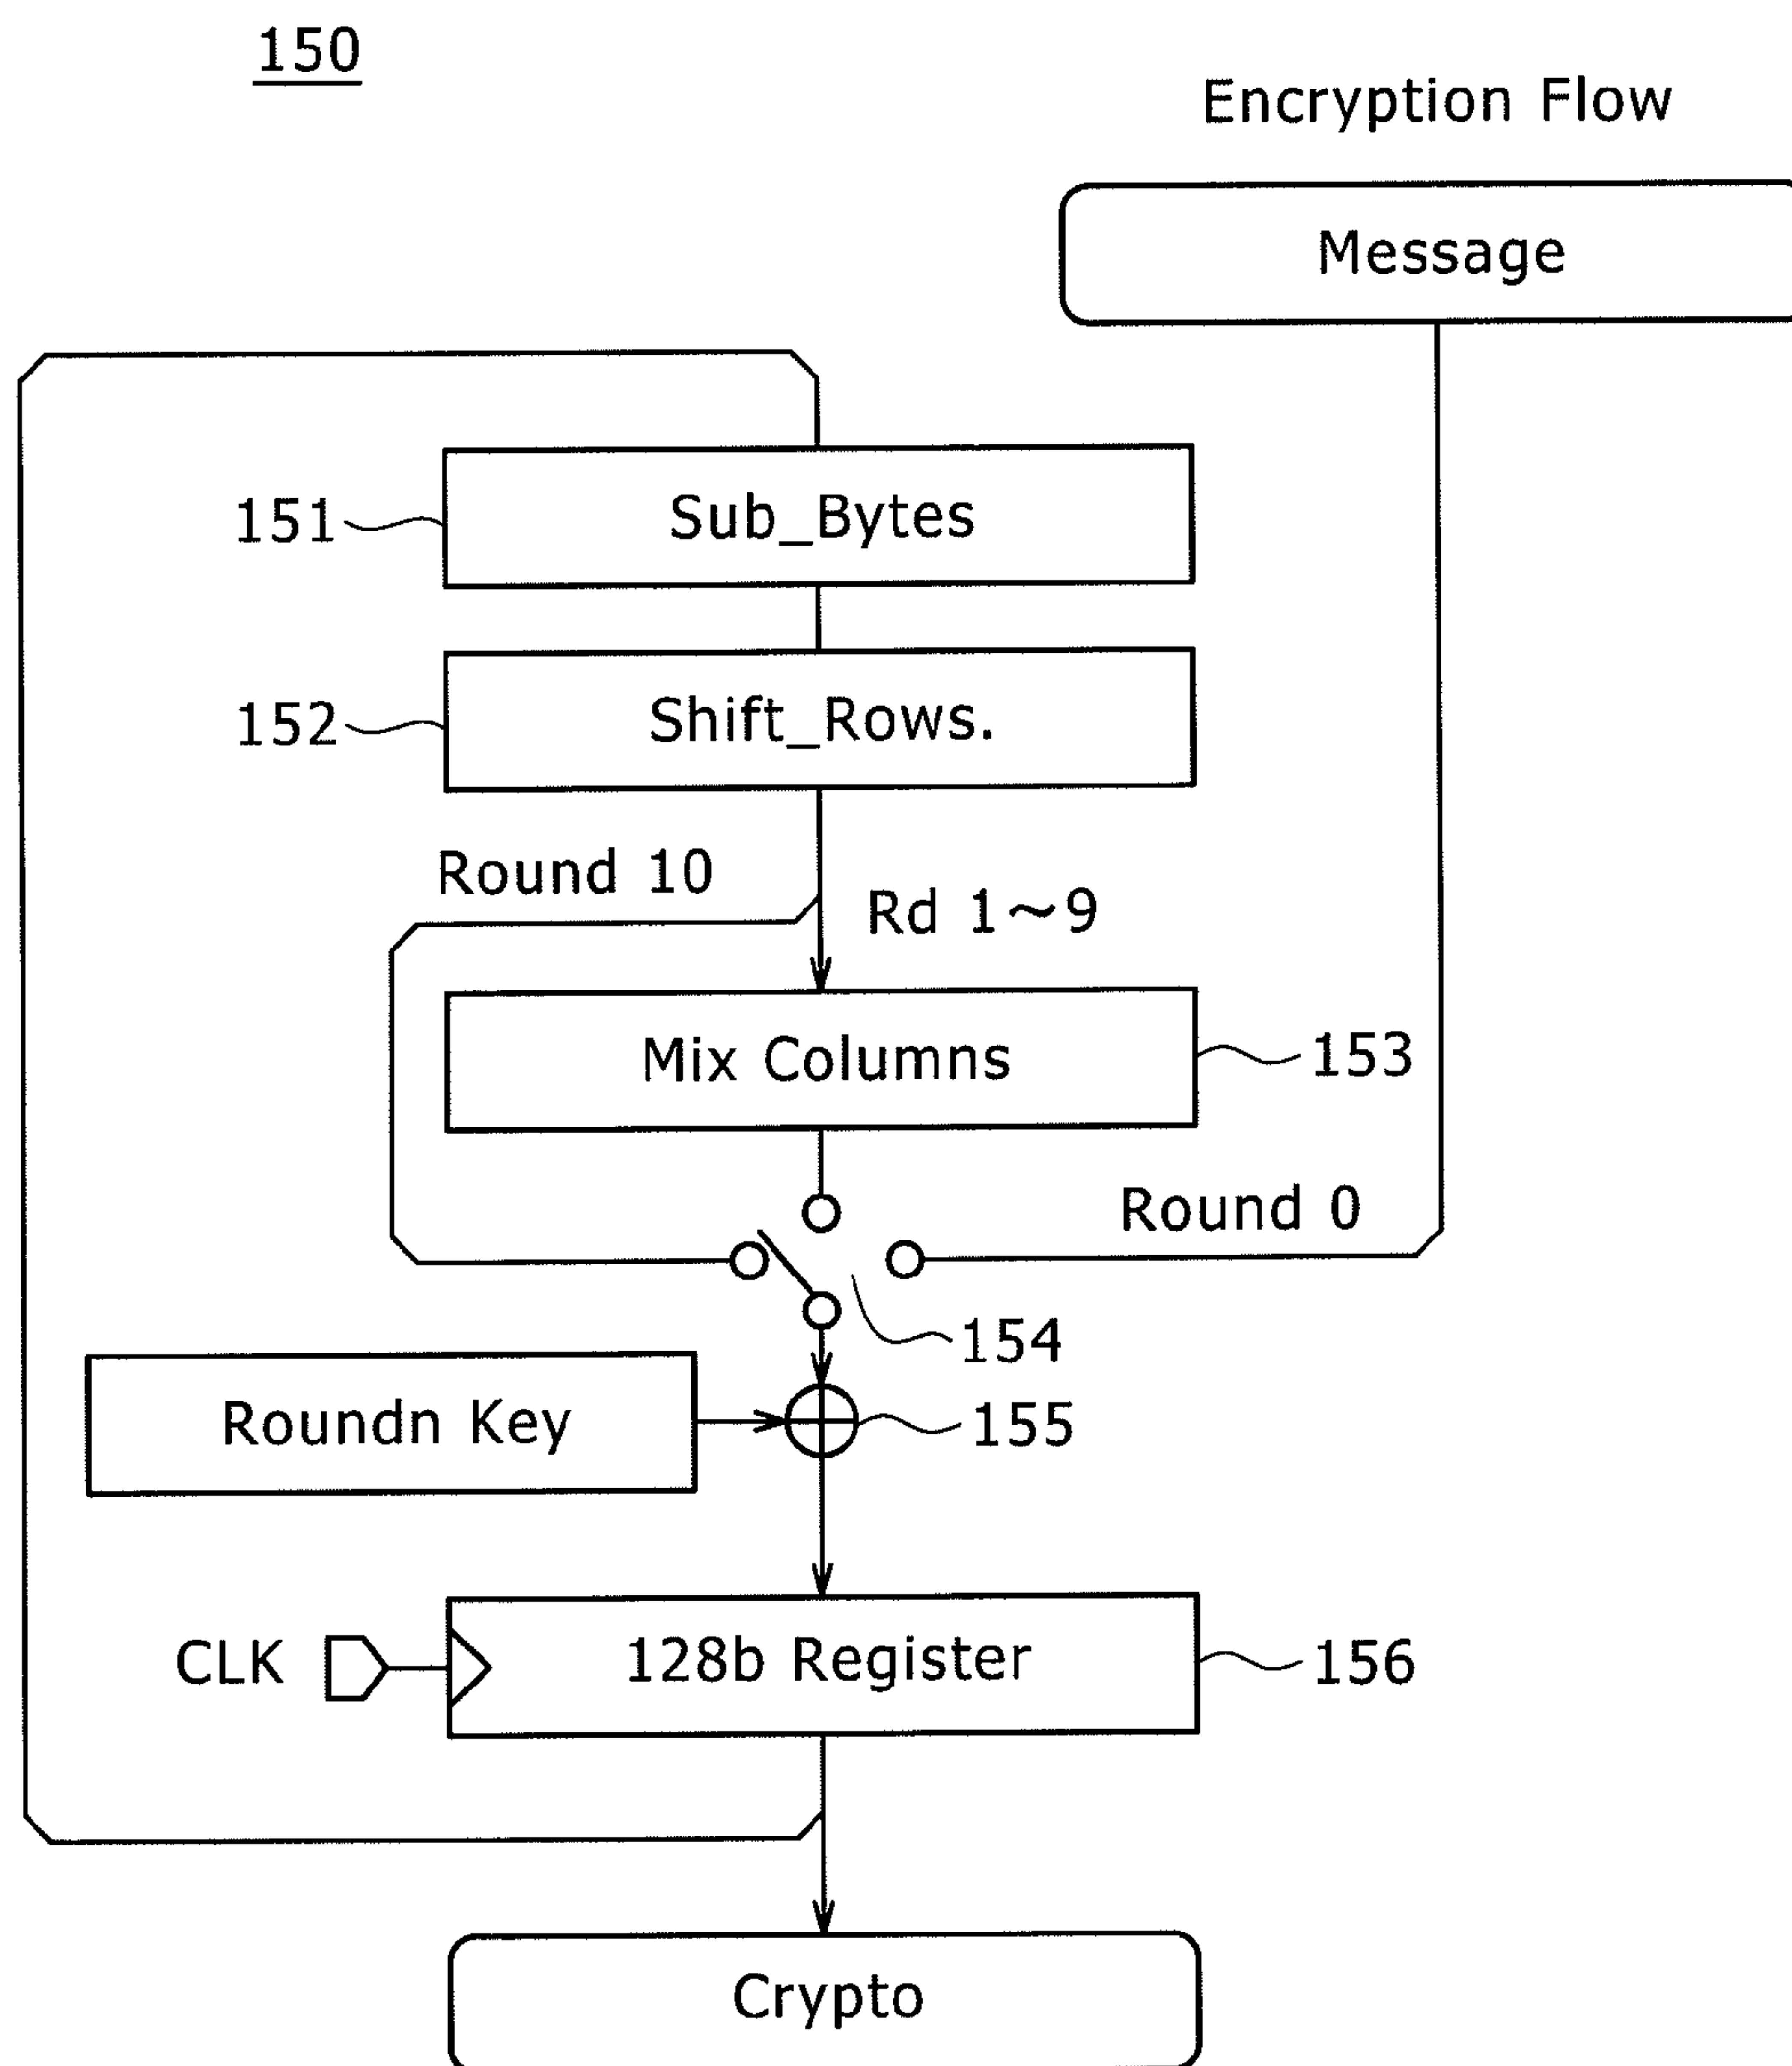 150
Encryption Flow
Message
151
Sub_Bytes
152
Shift_Rows.
Round 10
Rd 1~9
Mix Columns
153
Round 0
154
Roundn Key
155
CLK
128b Register
156
Crypto